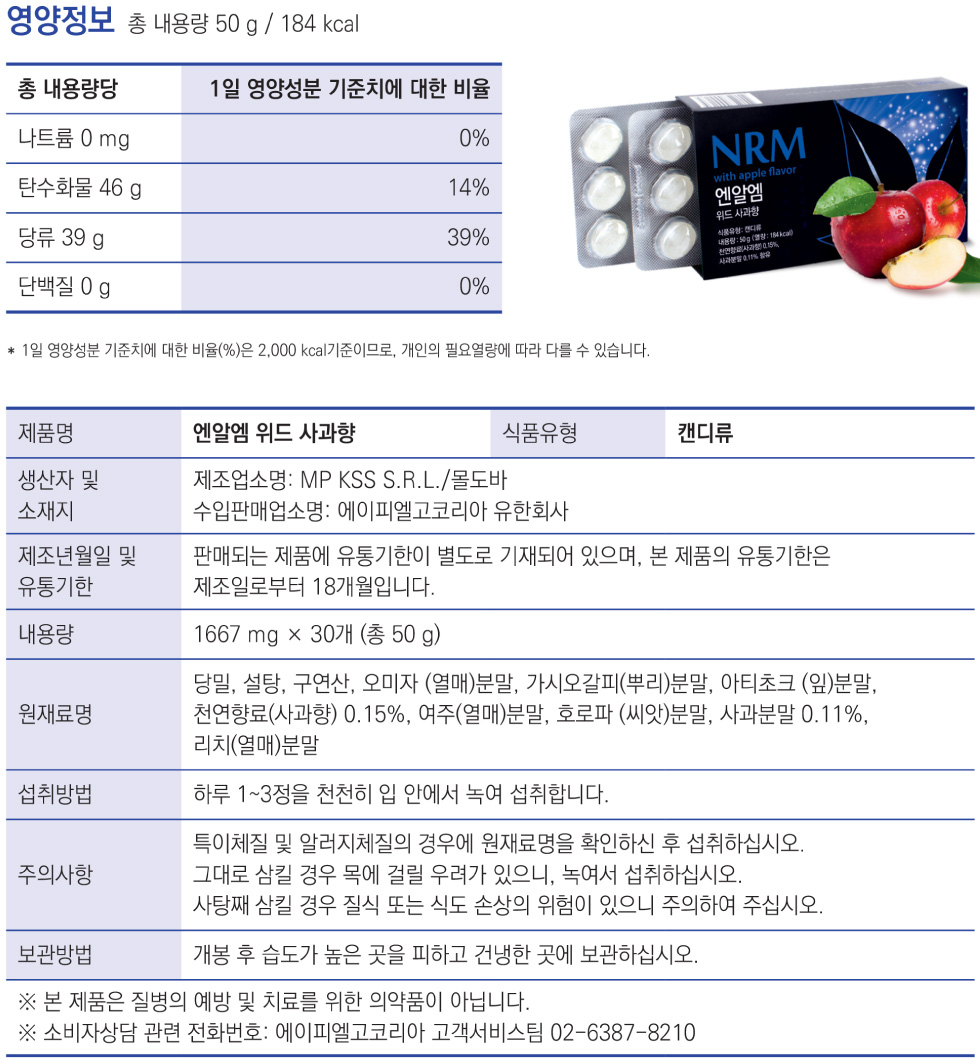 영양정보 총 내용량 50 g / 184 kcal
총 내용량당 1일 영양성분 기준치에 대한 비율
나트륨 0 mg 0%
탄수화물 46 g 14%
당류 39 g 39%
단백질 0 g 0%
NRM
with apple flavor
엔알엠
위드 사과향
식품유형 : 캔디류
내용량 : 50 g (열량 : 184 kcal)
천연향료(사과향) 0.15%,
사과분말 0.11% 함유
* 1일 영양성분 기준치에 대한 비율(%)은 2,000 kcal기준이므로, 개인의 필요열량에 따라 다를 수 있습니다.
제품명 엔알엠 위드 사과향 식품유형 캔디류
생산자 및
소재지
제조업소명: MP KSS S.R.L./몰도바
수입판매업소명: 에이피엘고코리아 유한회사
제조년월일 및
유통기한
판매되는 제품에 유통기한이 별도로 기재되어 있으며, 본 제품의 유통기한은
제조일로부터 18개월입니다.
내용량 1667 mg × 30개 (총 50 g)
원재료명
당밀, 설탕, 구연산, 오미자 (열매)분말, 가시오갈피(뿌리)분말, 아티초크 (잎)분말,
천연향료(사과향) 0.15%, 여주(열매)분말, 호로파 (씨앗)분말, 사과분말 0.11%,
리치(열매)분말
섭취방법 하루 1~3정을 천천히 입 안에서 녹여 섭취합니다.
주의사항
특이체질 및 알러지체질의 경우에 원재료명을 확인하신 후 섭취하십시오.
그대로 삼킬 경우 목에 걸릴 우려가 있으니, 녹여서 섭취하십시오.
사탕째 삼킬 경우 질식 또는 식도 손상의 위험이 있으니 주의하여 주십시오.
보관방법 개봉 후 습도가 높은 곳을 피하고 건냉한 곳에 보관하십시오.
※ 본 제품은 질병의 예방 및 치료를 위한 의약품이 아닙니다.
※ 소비자상담 관련 전화번호: 에이피엘고코리아 고객서비스팀 02-6387-8210